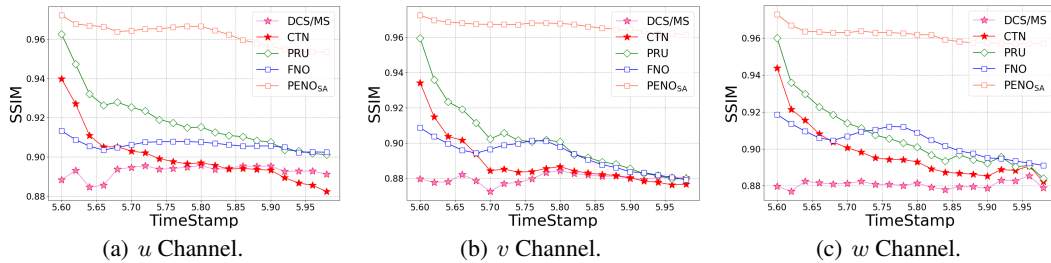 DCS/MS
CTN
PRU
FNO
PENO_SA
SSIM
0.96
0.94
0.92
0.90
0.88
5.60 5.65 5.70 5.75 5.80 5.85 5.90 5.95
TimeStamp
(a) u Channel.
DCS/MS
CTN
PRU
FNO
PENO_SA
SSIM
0.96
0.94
0.92
0.90
0.88
5.60 5.65 5.70 5.75 5.80 5.85 5.90 5.95
TimeStamp
(b) v Channel.
DCS/MS
CTN
PRU
FNO
PENO_SA
SSIM
0.96
0.94
0.92
0.90
0.88
5.60 5.65 5.70 5.75 5.80 5.85 5.90 5.95
TimeStamp
(c) w Channel.